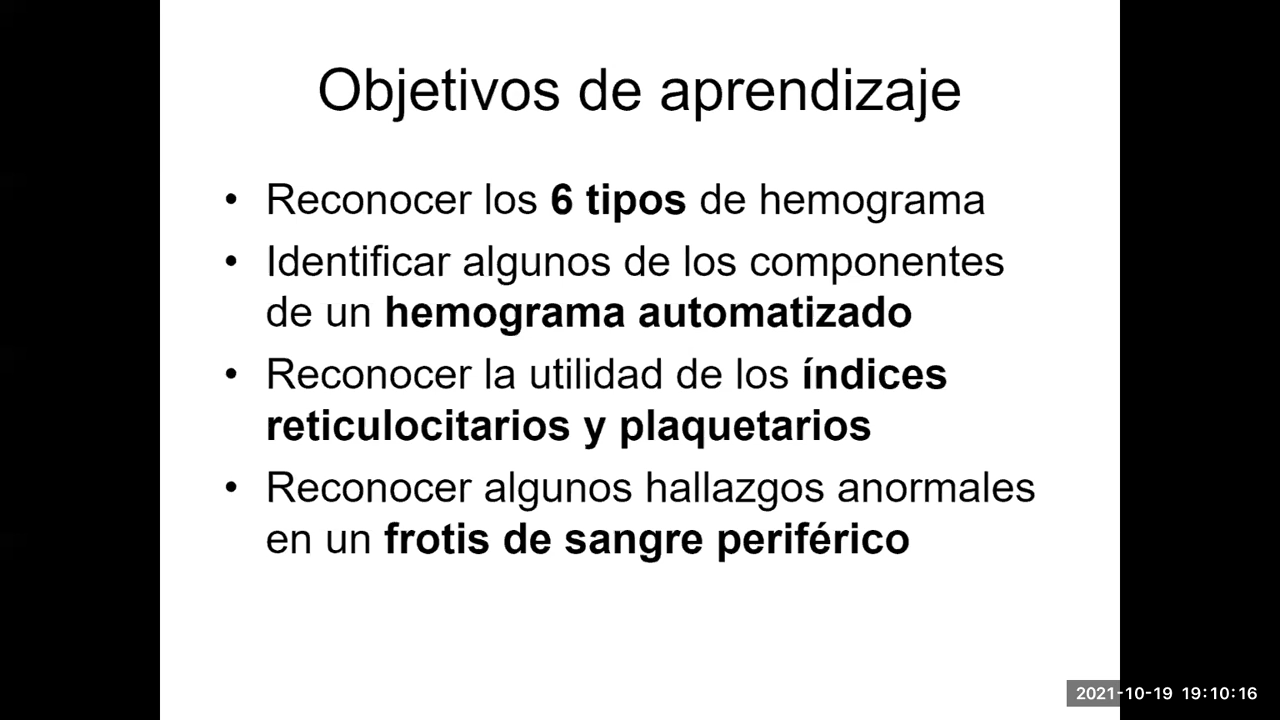 Objetivos de aprendizaje
• Reconocer los 6 tipos de hemograma
• Identificar algunos de los componentes
de un hemograma automatizado
• Reconocer la utilidad de los índices
reticulocitarios y plaquetarios
• Reconocer algunos hallazgos anormales
en un frotis de sangre periférico
2021-10-19 19:10:16